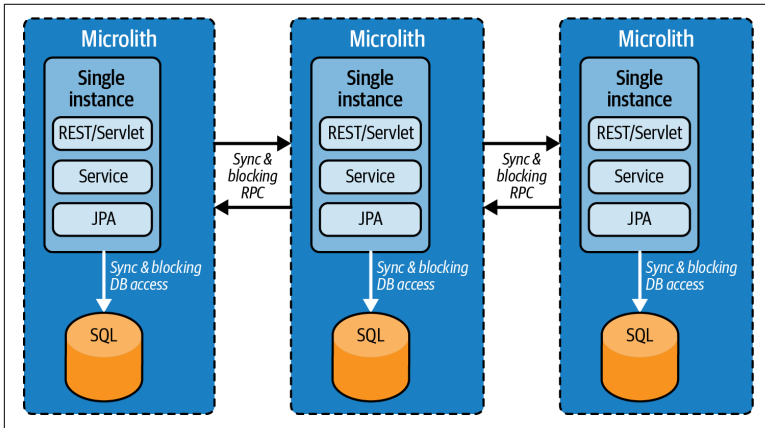 Microlith
Single
instance
REST/Servlet
Service
JPA
Sync & blocking
DB access
SQL
Sync &
blocking
RPC
Microlith
Single
instance
REST/Servlet
Service
JPA
Sync & blocking
DB access
SQL
Sync &
blocking
RPC
Microlith
Single
instance
REST/Servlet
Service
JPA
Sync & blocking
DB access
SQL